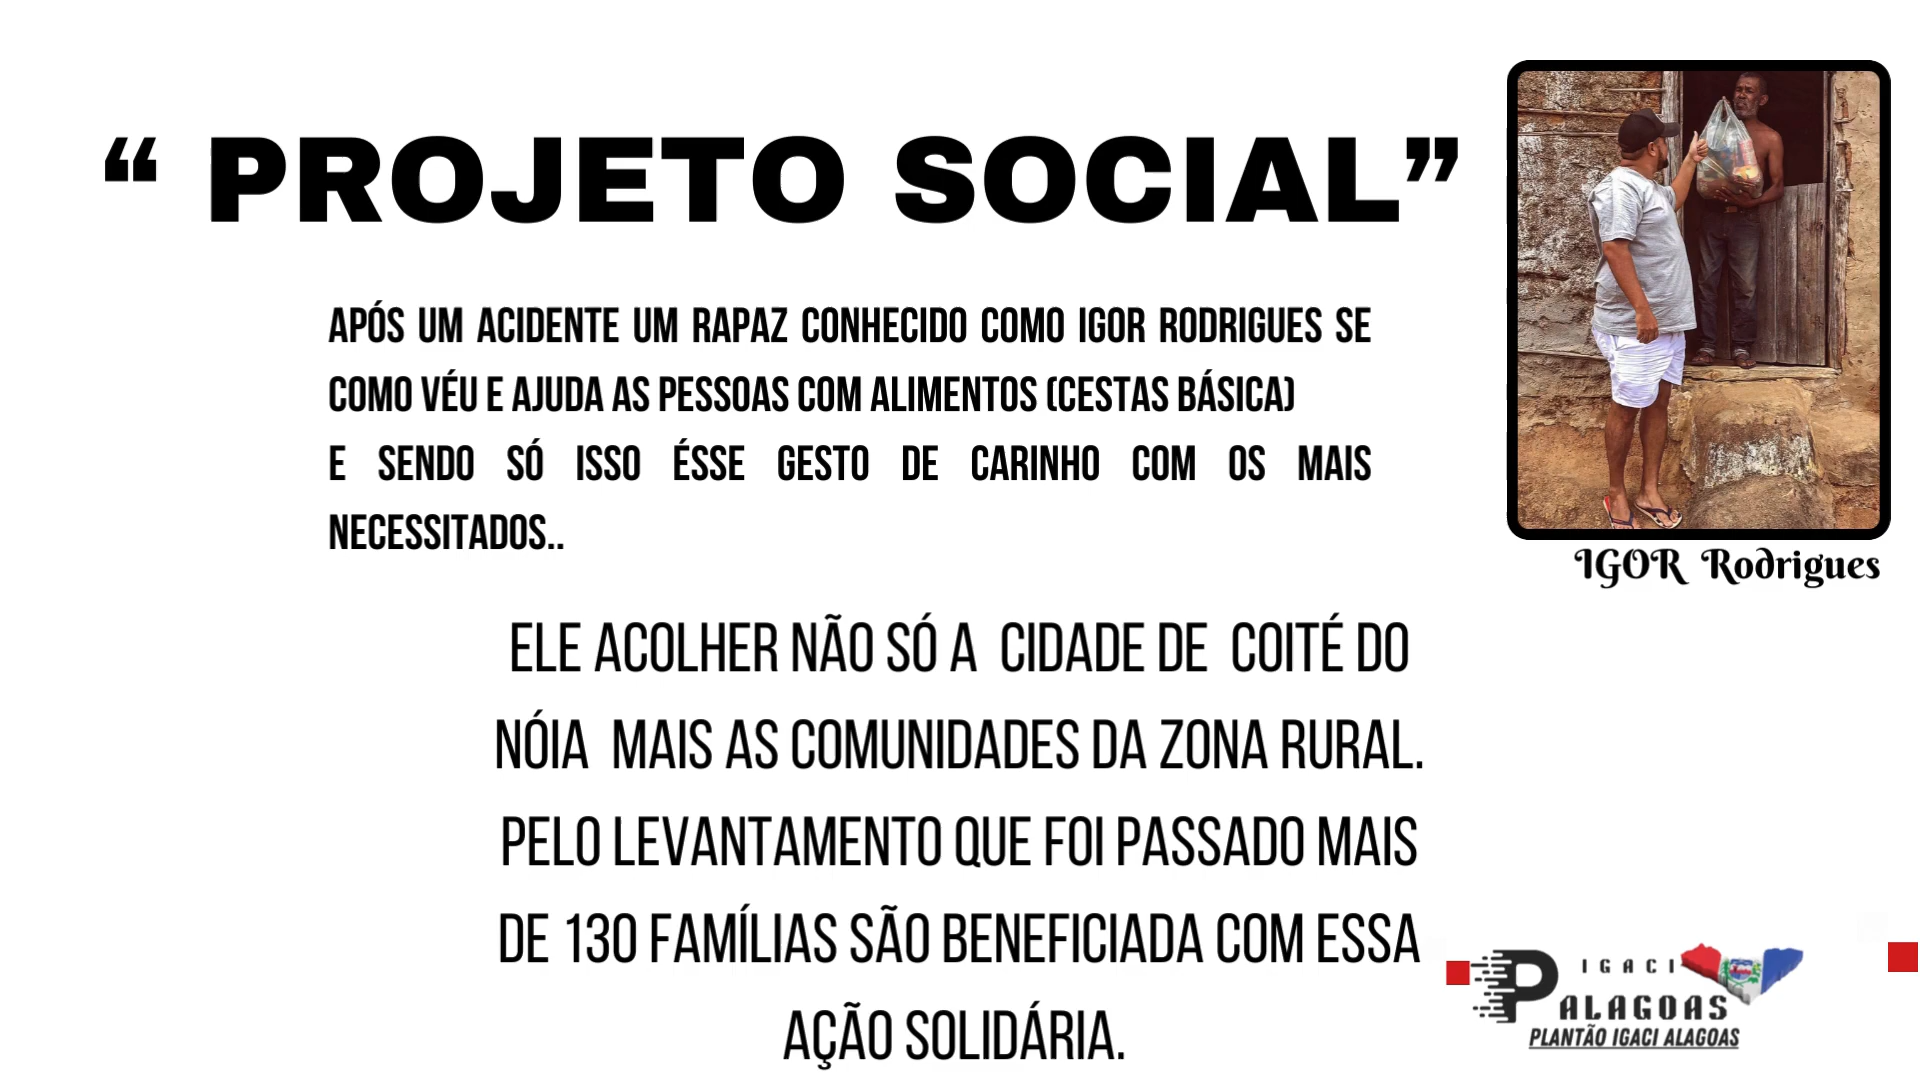 “ PROJETO SOCIAL”
APÓS UM ACIDENTE UM RAPAZ CONHECIDO COMO IGOR RODRIGUES SE
COMO VÉU E AJUDA AS PESSOAS COM ALIMENTOS (CESTAS BÁSICA)
E SENDO SÓ ISSO ÉSSE GESTO DE CARINHO COM OS MAIS
NECESSITADOS..
IGOR Rodrigues
ELE ACOLHER NÃO SÓ A CIDADE DE COITÉ DO
NÓIA MAIS AS COMUNIDADES DA ZONA RURAL.
PELO LEVANTAMENTO QUE FOI PASSADO MAIS
DE 130 FAMÍLIAS SÃO BENEFICIADA COM ESSA
AÇÃO SOLIDÁRIA.
P IGACI
ALAGOAS
PLANTÃO IGACI ALAGOAS